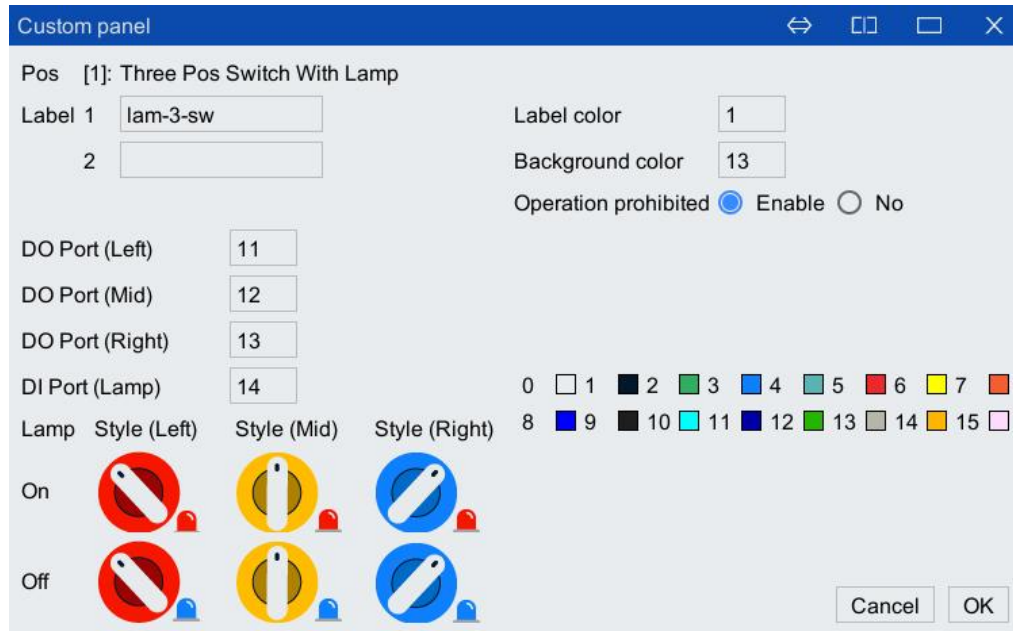 Custom panel
Pos [1]: Three Pos Switch With Lamp
Label 1 lam-3-sw Label color 1
2 Background color 13
Operation prohibited Enable No
DO Port (Left) 11
DO Port (Mid) 12
DO Port (Right) 13
DI Port (Lamp) 14
0 1 2 3 4 5 6 7
8 9 10 11 12 13 14 15
Lamp Style (Left) Style (Mid) Style (Right)
On
Off
Cancel OK